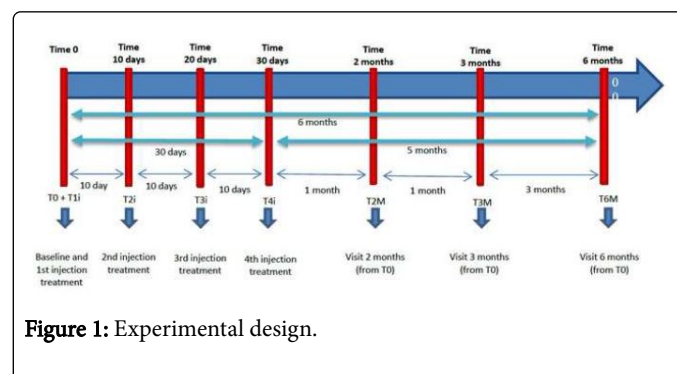 Time 0
Time
10 days
Time
20 days
Time
30 days
Time
2 months
Time
3 months
Time
6 months
0
0
6 months
30 days
5 months
10 day
10 days
10 days
1 month
1 month
3 months
T0 + T1i
T2i
T3i
T4i
T2M
T3M
T6M
Baseline and
1st injection
treatment
2nd injection
treatment
3rd injection
treatment
4th injection
treatment
Visit 2 months
(from T0)
Visit 3 months
(from T0)
Visit 6 months
(from T0)
Figure 1: Experimental design.